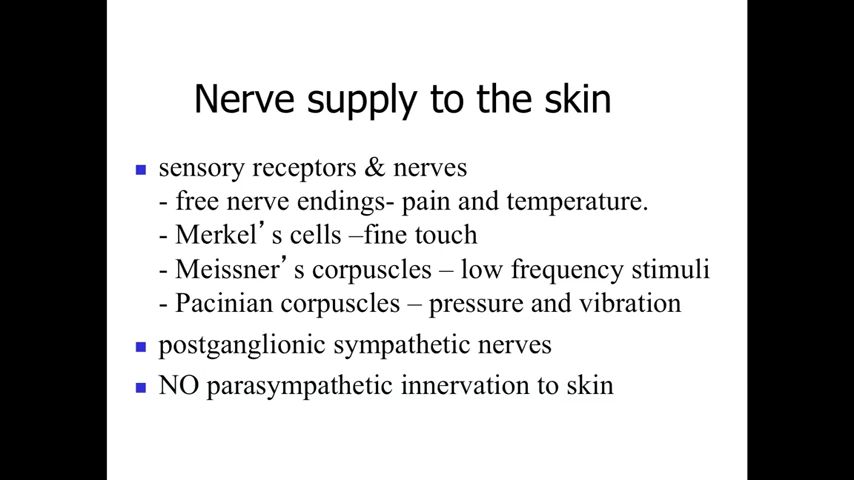 Nerve supply to the skin
sensory receptors & nerves
- free nerve endings- pain and temperature.
- Merkel’s cells –fine touch
- Meissner’s corpuscles – low frequency stimuli
- Pacinian corpuscles – pressure and vibration
postganglionic sympathetic nerves
NO parasympathetic innervation to skin